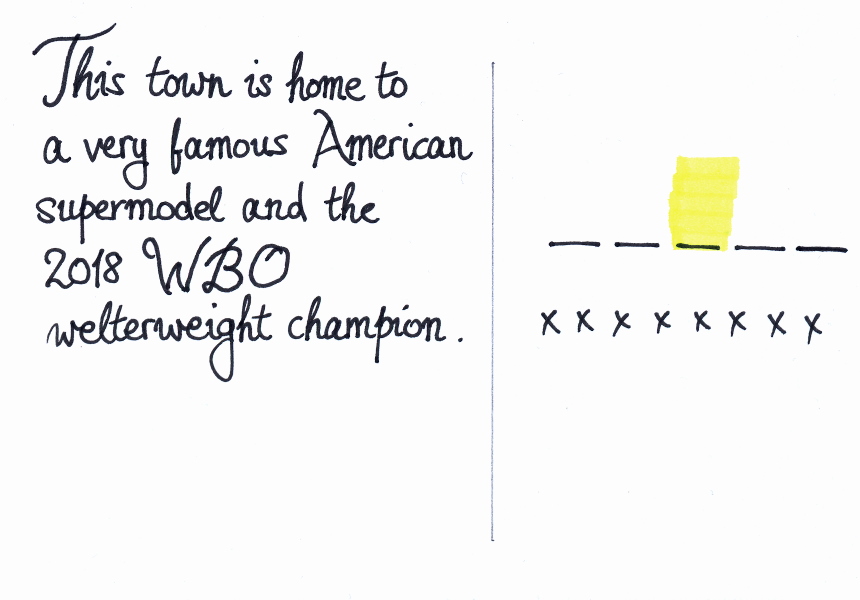 This town is home to
a very famous American
supermodel and the
2018 WBO
welterweight champion.
_ _ _ _ _
x x x x x x x x